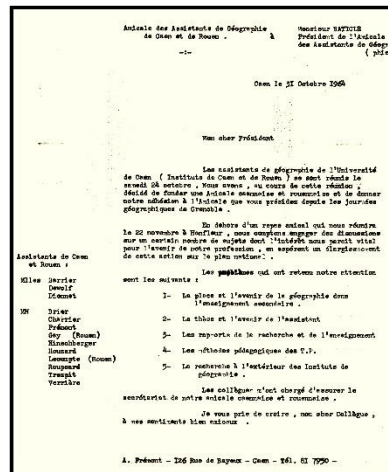 Amicale des Assistants de Géographie
de Caen et de Rouen .
à
Monsieur BATICLE
Président de l'Amicale
des Assistants de Géogra
( phie
-:-
Caen le 31 Octobre 1964
Mon cher Président
Les assistants de géographie de l'Université
de Caen ( Instituts de Caen et de Rouen ) se sont réunis le
samedi 24 octobre . Nous avons , au cours de cette réunion ,
décidé de fonder une Amicale caennaise et rouennaise et de donner
notre adhésion à l'Amicale que vous présidez depuis les journées
géographiques de Grenoble .
En dehors d'un repas amical qui nous réunira
le 22 novembre à Honfleur , nous comptons engager des discussions
sur un certain nombre de sujets dont l'intérêt nous paraît vital
pour l'avenir de notre profession , en espérant un élargissement
de cette action sur le plan national .
Les problèmes qui ont retenu notre attention
sont les suivants :
1- La place et l'avenir de la géographie dans
l'enseignement secondaire .
2- La thèse et l'avenir de l'assistant
3- Les rapports de la recherche et de l'enseignement
4- Les méthodes pédagogiques des T.P.
5- La recherche à l'extérieur des Instituts de
géographie .
Les collègues m'ont chargé d'assurer le
secrétariat de notre amicale caennaise et rouennaise .
Je vous prie de croire , mon cher Collègue ,
à mes sentiments bien amicaux .
Assistants de Caen
et Rouen :
Mlles Barrier
Dewolf
Dionnet
MM Brier
Charrier
Frémont
Gay (Rouen)
Hinschberger
Houzard
Lecompte (Rouen)
Roupsard
Trzepit
Verrière
A. Frémont - 126 Rue de Bayeux - Caen - Tél. 81 7950 -